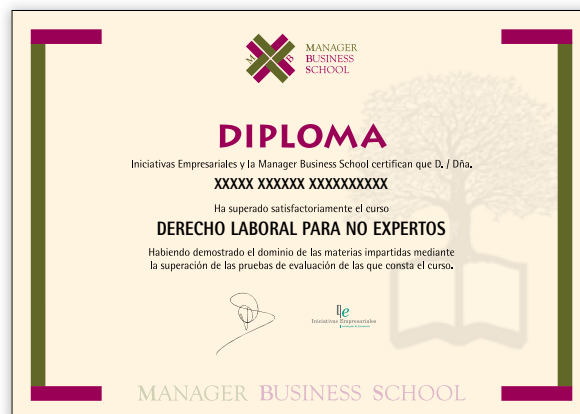 M B
MANAGER
BUSINESS
SCHOOL
DIPLOMA
Iniciativas Empresariales y la Manager Business School certifican que D. / Dña.
XXXXX XXXXXX XXXXXXXXXX
Ha superado satisfactoriamente el curso
DERECHO LABORAL PARA NO EXPERTOS
Habiendo demostrado el dominio de las materias impartidas mediante
la superación de las pruebas de evaluación de las que consta el curso.
Iniciativas Empresariales
MANAGER BUSINESS SCHOOL